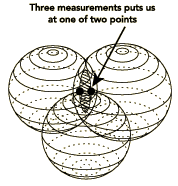 Three measurements puts us
at one of two points